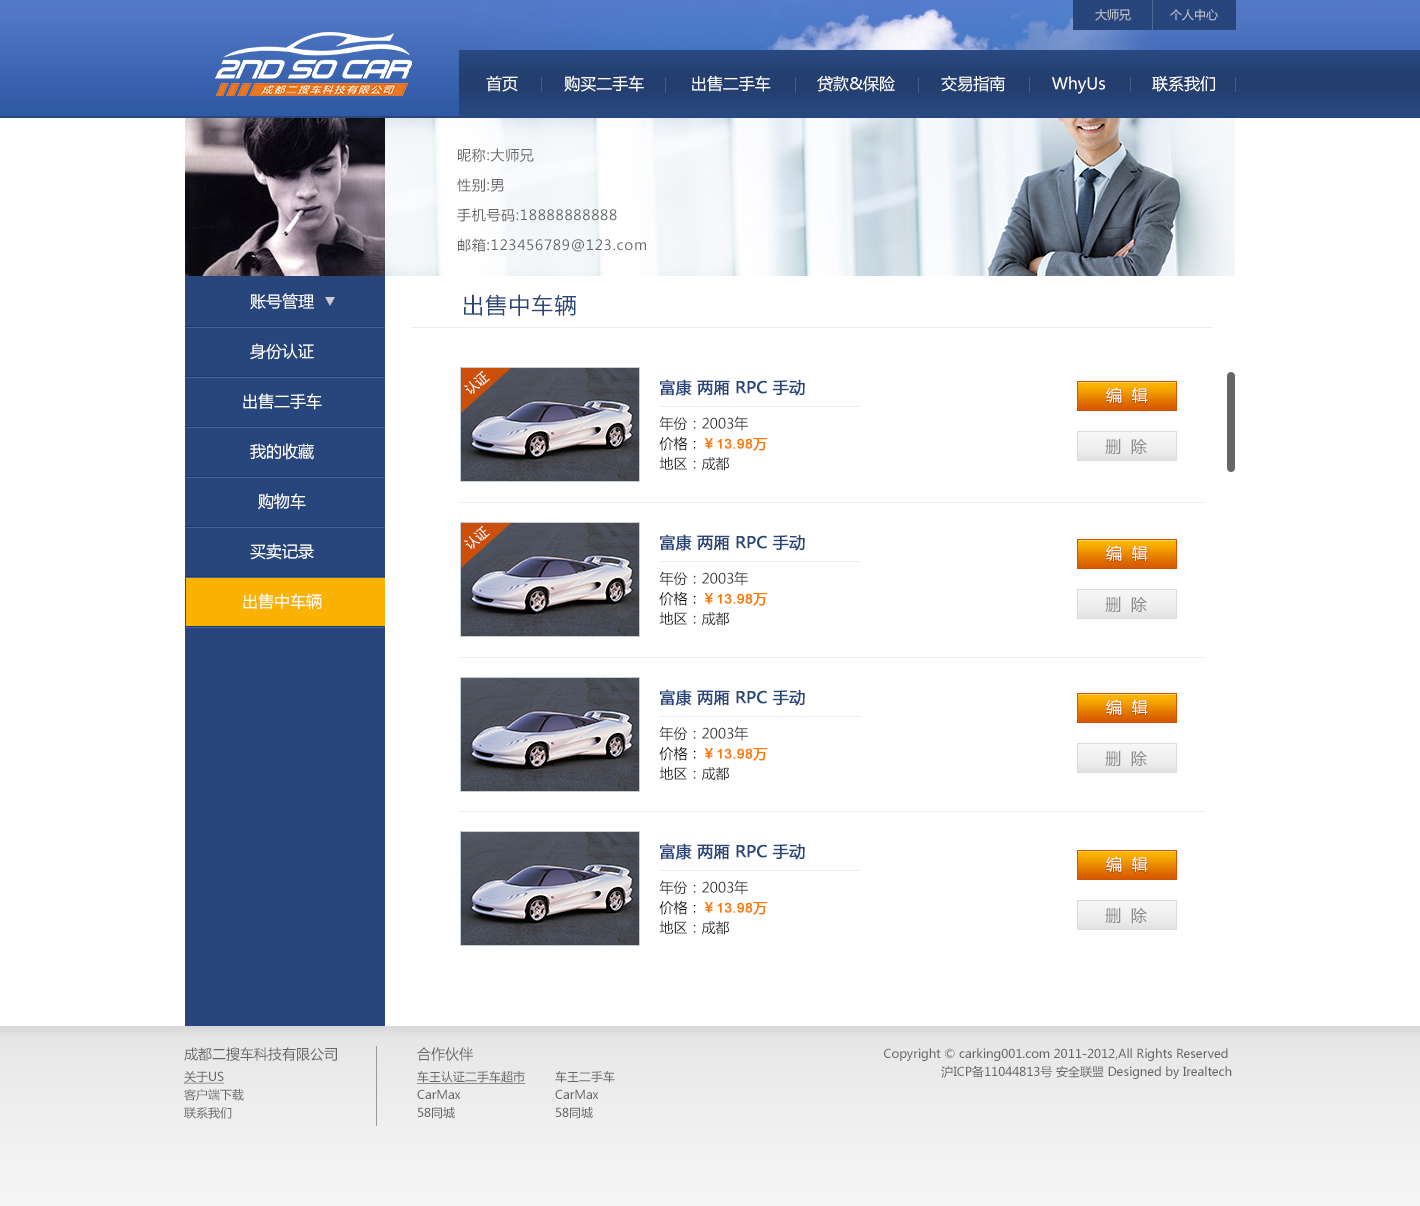 大师兄 个人中心
2ND SO CAR
成都二搜车科技有限公司
首页 购买二手车 出售二手车 贷款&保险 交易指南 WhyUs 联系我们
昵称:大师兄
性别:男
手机号码:18888888888
邮箱:123456789@123.com
账号管理
身份认证
出售二手车
我的收藏
购物车
买卖记录
出售中车辆
出售中车辆
认证
富康 两厢 RPC 手动
年份：2003年
价格：￥13.98万
地区：成都
编 辑
删 除
认证
富康 两厢 RPC 手动
年份：2003年
价格：￥13.98万
地区：成都
编 辑
删 除
富康 两厢 RPC 手动
年份：2003年
价格：￥13.98万
地区：成都
编 辑
删 除
富康 两厢 RPC 手动
年份：2003年
价格：￥13.98万
地区：成都
编 辑
删 除
成都二搜车科技有限公司
关于US
客户端下载
联系我们
合作伙伴
车王认证二手车超市 车王二手车
CarMax CarMax
58同城 58同城
Copyright © carking001.com 2011-2012,All Rights Reserved
沪ICP备11044813号 安全联盟 Designed by Irealtech